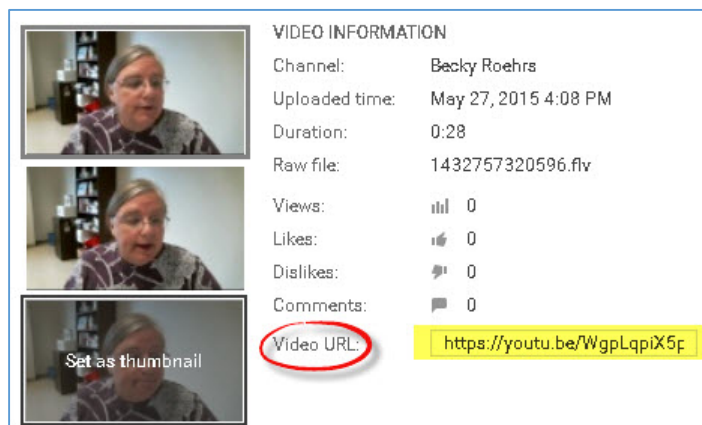 VIDEO INFORMATION
Channel: Becky Roehrs
Uploaded time: May 27, 2015 4:08 PM
Duration: 0:28
Raw file: 1432757320596.flv
Views: 0
Likes: 0
Dislikes: 0
Comments: 0
Video URL: https://youtu.be/WgpLqpiX5p
Set as thumbnail